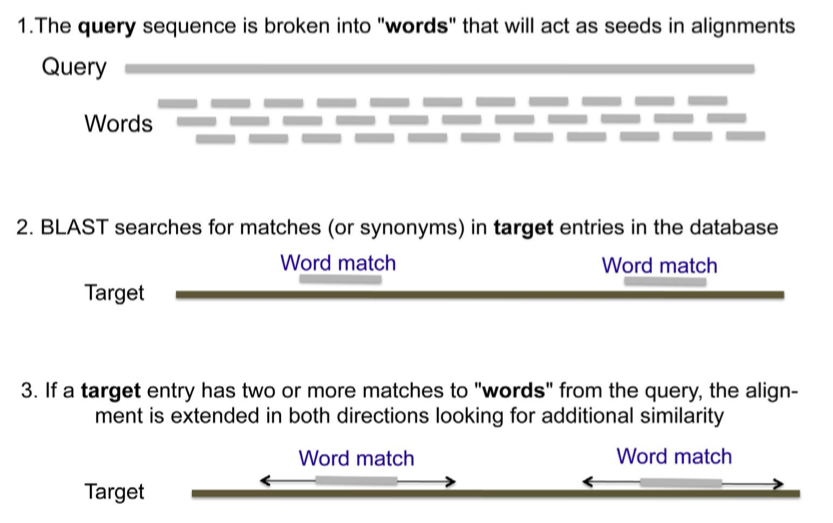 1.The query sequence is broken into "words" that will act as seeds in alignments
Query
Words
2. BLAST searches for matches (or synonyms) in target entries in the database
Word match
Word match
Target
3. If a target entry has two or more matches to "words" from the query, the align-
ment is extended in both directions looking for additional similarity
Word match
Word match
Target